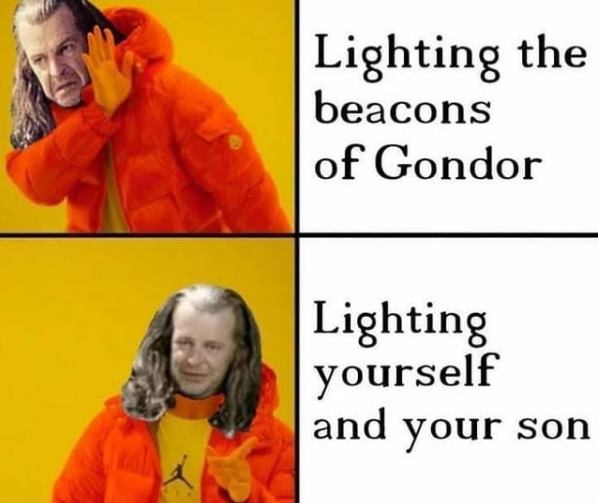 Lighting the
beacons
of Gondor
Lighting
yourself
and your son